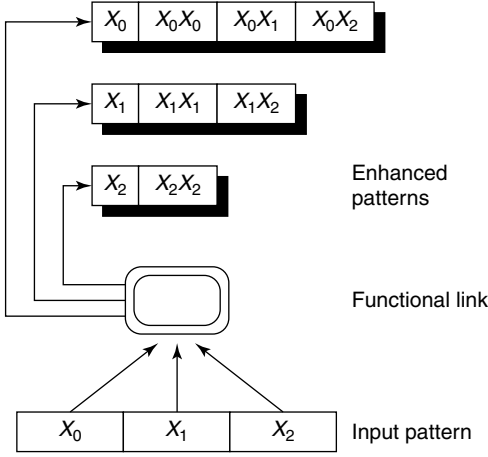 X₀ X₀X₀ X₀X₁ X₀X₂
X₁ X₁X₁ X₁X₂
X₂ X₂X₂
Enhanced
patterns
Functional link
X₀ X₁ X₂ Input pattern